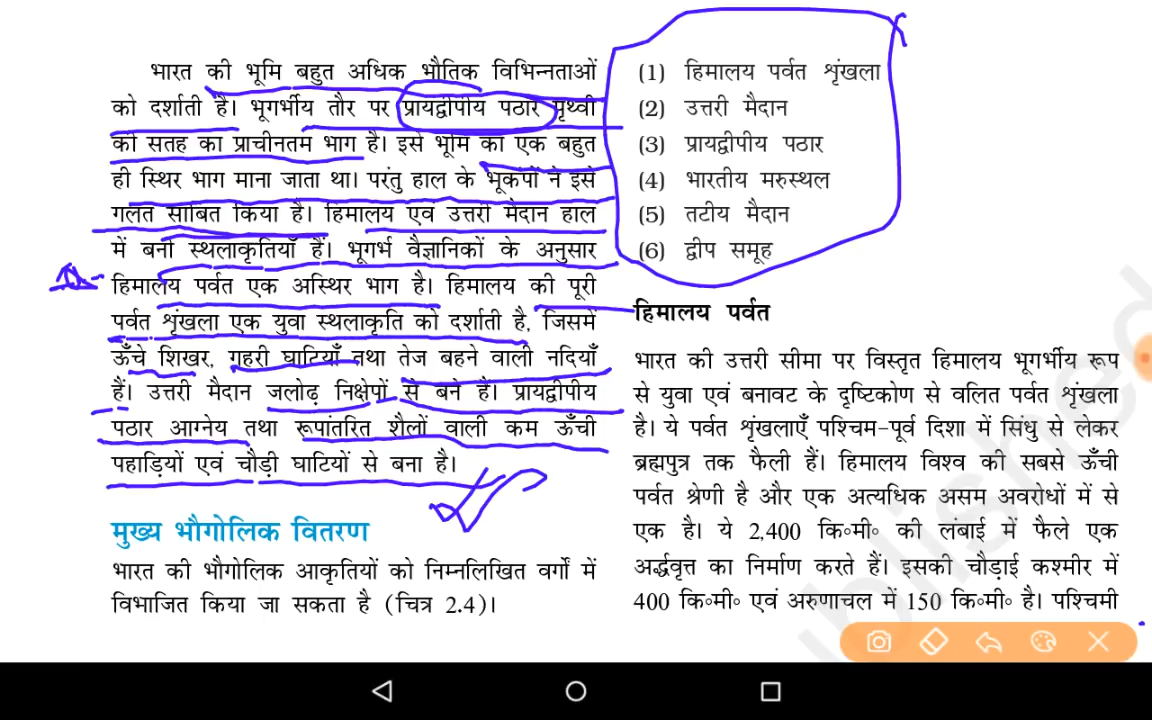 भारत की भूमि बहुत अधिक भौतिक विभिन्नताओं
को दर्शाती है। भूगर्भीय तौर पर प्रायद्वीपीय पठार पृथ्वी
की सतह का प्राचीनतम भाग है। इसे भूमि का एक बहुत
ही स्थिर भाग माना जाता था। परंतु हाल के भूकंपों ने इसे
गलत साबित किया है। हिमालय एवं उत्तरी मैदान हाल
में बनी स्थलाकृतियाँ हैं। भूगर्भ वैज्ञानिकों के अनुसार
हिमालय पर्वत एक अस्थिर भाग है। हिमालय की पूरी
पर्वत शृंखला एक युवा स्थलाकृति को दर्शाती है, जिसमें
ऊँचे शिखर, गहरी घाटियाँ तथा तेज बहने वाली नदियाँ
हैं। उत्तरी मैदान जलोढ़ निक्षेपों से बने हैं। प्रायद्वीपीय
पठार आग्नेय तथा रूपांतरित शैलों वाली कम ऊँची
पहाड़ियों एवं चौड़ी घाटियों से बना है।
मुख्य भौगोलिक वितरण
भारत की भौगोलिक आकृतियों को निम्नलिखित वर्गों में
विभाजित किया जा सकता है (चित्र 2.4)।
(1) हिमालय पर्वत शृंखला
(2) उत्तरी मैदान
(3) प्रायद्वीपीय पठार
(4) भारतीय मरुस्थल
(5) तटीय मैदान
(6) द्वीप समूह
हिमालय पर्वत
भारत की उत्तरी सीमा पर विस्तृत हिमालय भूगर्भीय रूप
से युवा एवं बनावट के दृष्टिकोण से वलित पर्वत शृंखला
है। ये पर्वत शृंखलाएँ पश्चिम-पूर्व दिशा में सिंधु से लेकर
ब्रह्मपुत्र तक फैली हैं। हिमालय विश्व की सबसे ऊँची
पर्वत श्रेणी है और एक अत्यधिक असम अवरोधों में से
एक है। ये 2,400 कि॰मी॰ की लंबाई में फैले एक
अर्द्धवृत्त का निर्माण करते हैं। इसकी चौड़ाई कश्मीर में
400 कि॰मी॰ एवं अरुणाचल में 150 कि॰मी॰ है। पश्चिमी